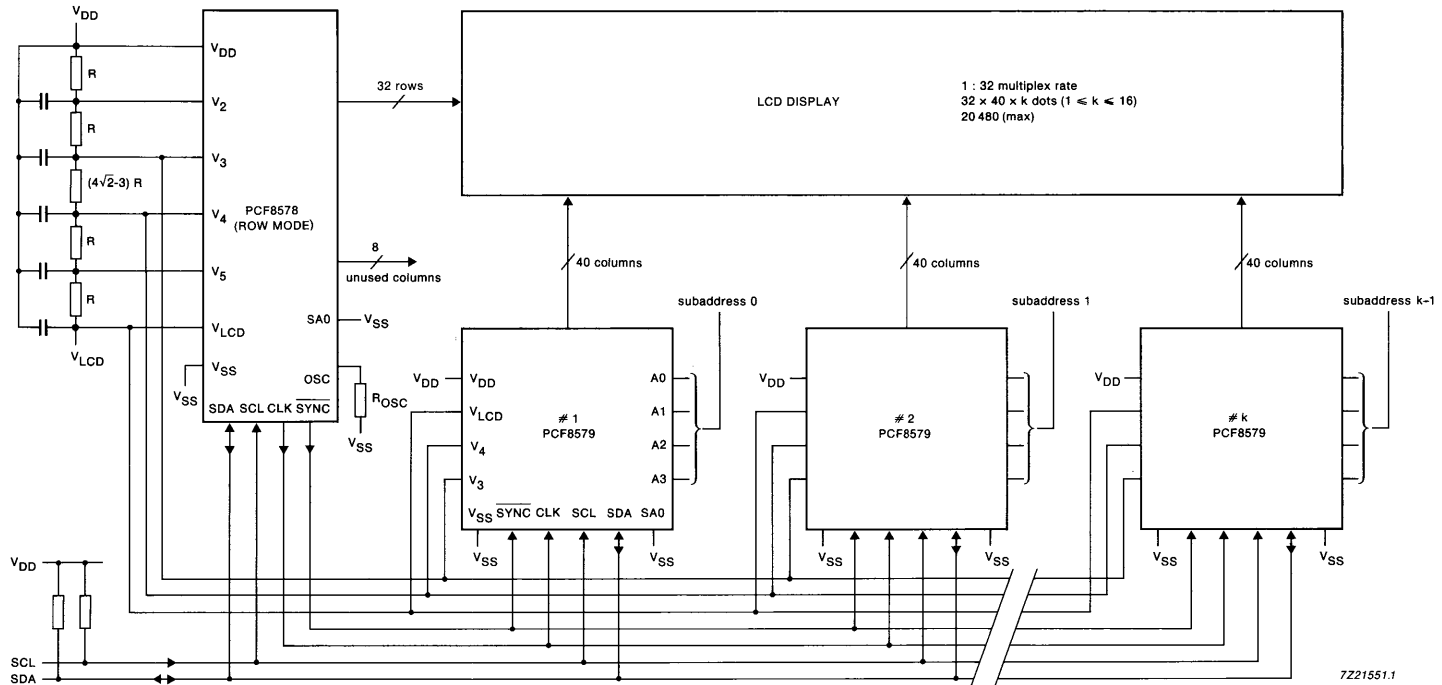 VDD
VDD
R
V2
R
V3
(4√2-3) R
V4
R
V5
R
VLCD
VLCD
VSS
VSS
PCF8578
(ROW MODE)
32 rows
8
unused columns
SA0
VSS
OSC
ROSC
VSS
SDA SCL CLK SYNC
LCD DISPLAY
1 : 32 multiplex rate
32 × 40 × k dots (1 ⩽ k ⩽ 16)
20 480 (max)
40 columns
40 columns
40 columns
subaddress 0
subaddress 1
subaddress k-1
VDD
VDD
VLCD
V4
V3
# 1
PCF8579
A0
A1
A2
A3
VSS SYNC CLK SCL SDA SA0
VSS
VSS
VDD
# 2
PCF8579
VSS
VSS
VDD
# k
PCF8579
VSS
VSS
VDD
SCL
SDA
7Z21551.1